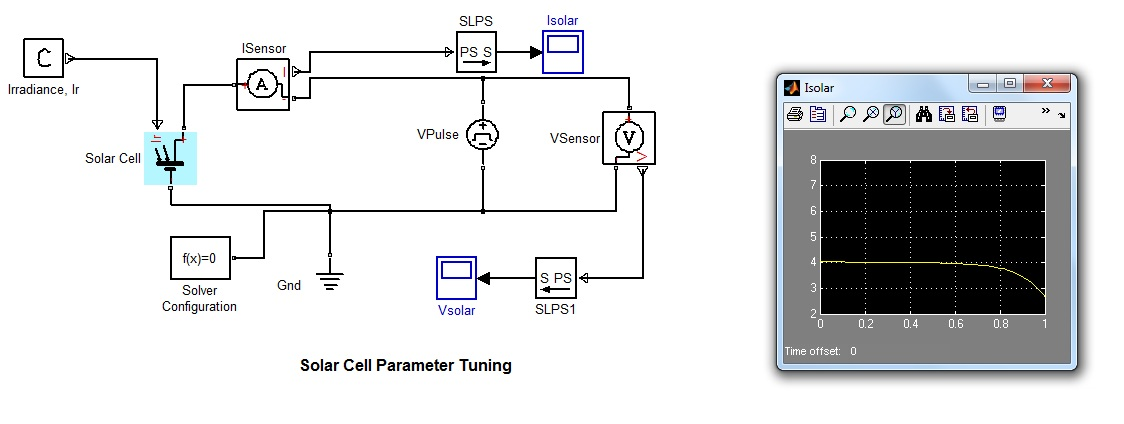 SLPS
Isolar
ISensor
C
PS S
Irradiance, Ir
A
I
+
-
Ir
+
VPulse
VSensor
V
+
V
-
Solar Cell
f(x)=0
Solver
Configuration
Gnd
S PS
Vsolar
SLPS1
Solar Cell Parameter Tuning
Isolar
8
7
6
5
4
3
2
0 0.2 0.4 0.6 0.8 1
Time offset: 0